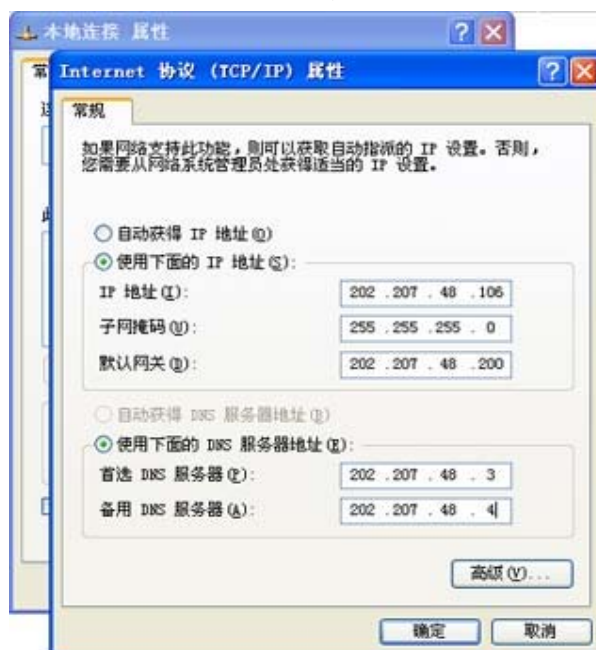 本地连接 属性
Internet 协议 (TCP/IP) 属性
常
常规
如果网络支持此功能，则可以获取自动指派的 IP 设置。否则，
您需要从网络系统管理员处获得适当的 IP 设置。
自动获得 IP 地址(O)
使用下面的 IP 地址(S):
IP 地址(I): 202 .207 . 48 .106
子网掩码(U): 255 .255 .255 . 0
默认网关(D): 202 .207 . 48 .200
自动获得 DNS 服务器地址(B)
使用下面的 DNS 服务器地址(E):
首选 DNS 服务器(P): 202 .207 . 48 . 3
备用 DNS 服务器(A): 202 .207 . 48 . 4
高级(V)...
确定 取消